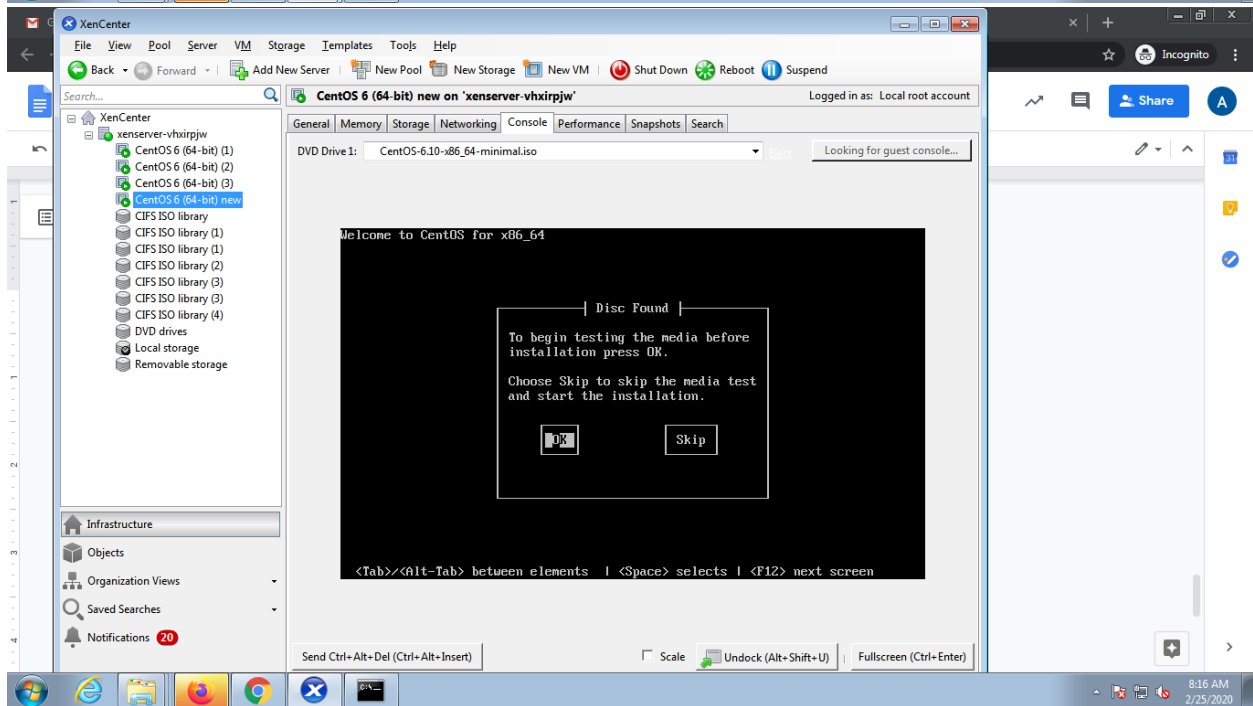 XenCenter
File View Pool Server VM Storage Templates Tools Help
Back Forward Add New Server New Pool New Storage New VM Shut Down Reboot Suspend
Search...
CentOS 6 (64-bit) new on 'xenserver-vhxirpjw'
Logged in as: Local root account
General Memory Storage Networking Console Performance Snapshots Search
DVD Drive 1: CentOS-6.10-x86_64-minimal.iso
Eject
Looking for guest console...
XenCenter
xenserver-vhxirpjw
CentOS 6 (64-bit) (1)
CentOS 6 (64-bit) (2)
CentOS 6 (64-bit) (3)
CentOS 6 (64-bit) new
CIFS ISO library
CIFS ISO library (1)
CIFS ISO library (1)
CIFS ISO library (2)
CIFS ISO library (3)
CIFS ISO library (3)
CIFS ISO library (4)
DVD drives
Local storage
Removable storage
Infrastructure
Objects
Organization Views
Saved Searches
Notifications 20
Welcome to CentOS for x86_64
Disc Found
To begin testing the media before
installation press OK.
Choose Skip to skip the media test
and start the installation.
OK Skip
<Tab>/<Alt-Tab> between elements | <Space> selects | <F12> next screen
Send Ctrl+Alt+Del (Ctrl+Alt+Insert)
Scale
Undock (Alt+Shift+U)
Fullscreen (Ctrl+Enter)
Incognito
Share
A
31
1
1
2
3
4
C:\
8:16 AM
2/25/2020